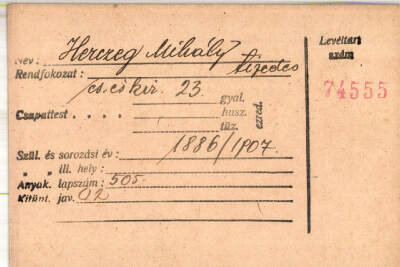 Név: Herczeg Mihály
Levéltári
szám
Rendfokozat: tizedes
74555
cs. és kir. 23. gyal.
Csapattest .... husz. ezred.
tüz.
Szül. és sorozási év: 1886/1907.
" " ill. hely:
Anyak. lapszám: 505.
Kitünt. jav. 02